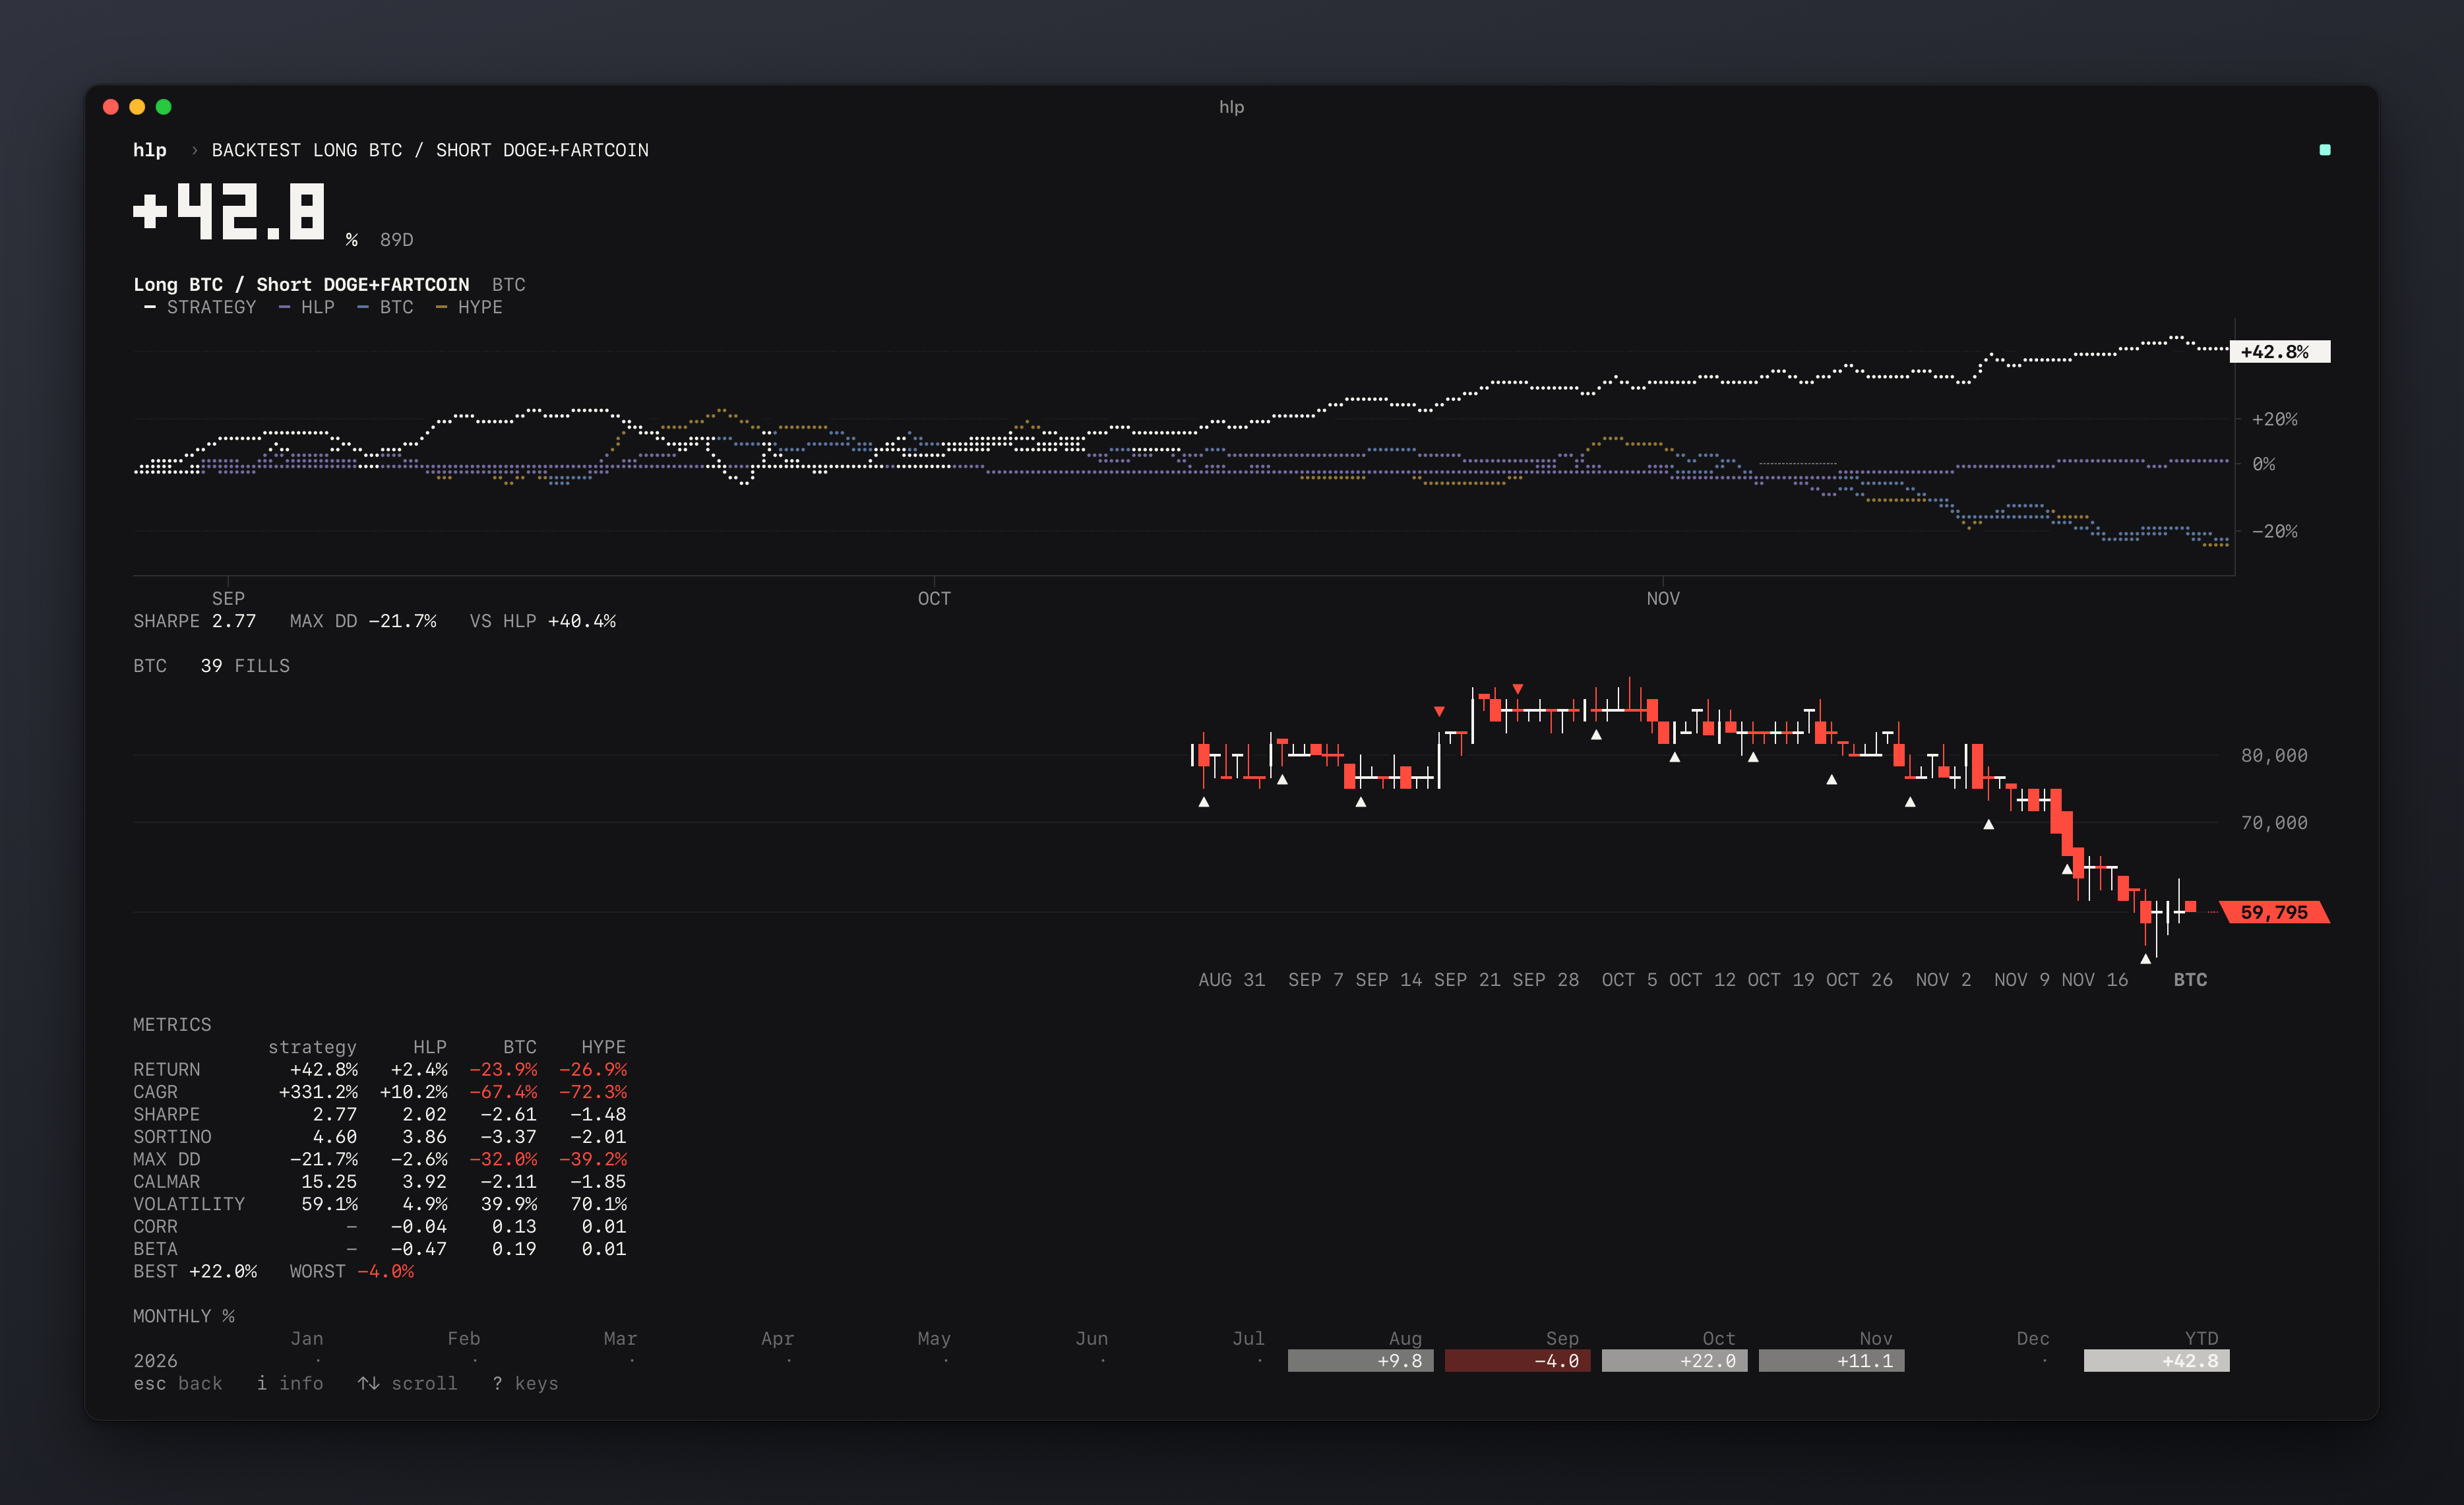 hlp
hlp › BACKTEST LONG BTC / SHORT DOGE+FARTCOIN
+42.8 % 89D
Long BTC / Short DOGE+FARTCOIN BTC
STRATEGY HLP BTC HYPE
+42.8%
+20%
0%
−20%
SEP OCT NOV
SHARPE 2.77 MAX DD −21.7% VS HLP +40.4%
BTC 39 FILLS
80,000
70,000
59,795
AUG 31 SEP 7 SEP 14 SEP 21 SEP 28 OCT 5 OCT 12 OCT 19 OCT 26 NOV 2 NOV 9 NOV 16 BTC
METRICS
strategy HLP BTC HYPE
RETURN +42.8% +2.4% −23.9% −26.9%
CAGR +331.2% +10.2% −67.4% −72.3%
SHARPE 2.77 2.02 −2.61 −1.48
SORTINO 4.60 3.86 −3.37 −2.01
MAX DD −21.7% −2.6% −32.0% −39.2%
CALMAR 15.25 3.92 −2.11 −1.85
VOLATILITY 59.1% 4.9% 39.9% 70.1%
CORR — −0.04 0.13 0.01
BETA — −0.47 0.19 0.01
BEST +22.0% WORST −4.0%
MONTHLY %
Jan Feb Mar Apr May Jun Jul Aug Sep Oct Nov Dec YTD
2026 · · · · · · · +9.8 −4.0 +22.0 +11.1 · +42.8
esc back i info ↑↓ scroll ? keys